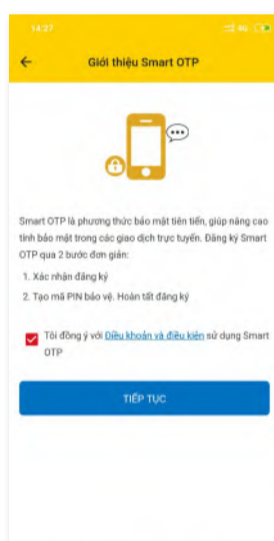 14:27
4G
Giới thiệu Smart OTP
Smart OTP là phương thức bảo mật tiên tiến, giúp nâng cao
tính bảo mật trong các giao dịch trực tuyến. Đăng ký Smart
OTP qua 2 bước đơn giản:
1. Xác nhận đăng ký
2. Tạo mã PIN bảo vệ. Hoàn tất đăng ký
Tôi đồng ý với Điều khoản và điều kiện sử dụng Smart
OTP
TIẾP TỤC